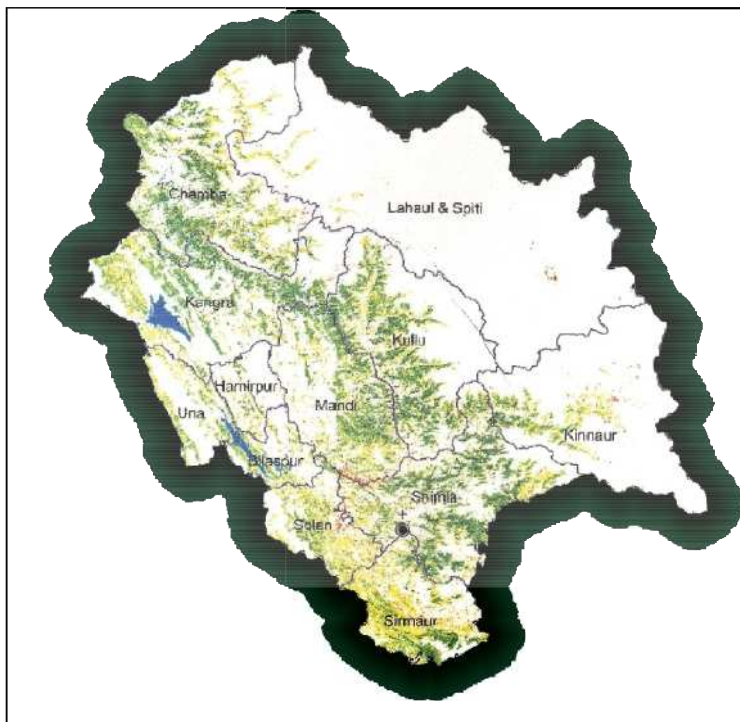 Chamba
Lahaul & Spiti
Kangra
Kullu
Hamirpur
Una
Mandi
Kinnaur
Bilaspur
Shimla
Solan
Sirmaur